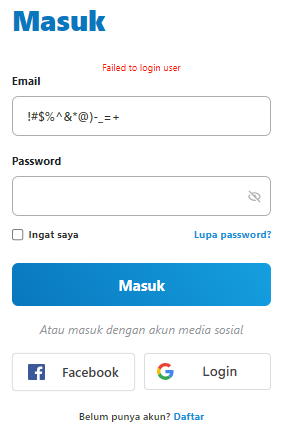 Masuk
Failed to login user
Email
!#$%^&*@)-_=+
Password
Ingat saya Lupa password?
Masuk
Atau masuk dengan akun media sosial
Facebook Login
Belum punya akun? Daftar